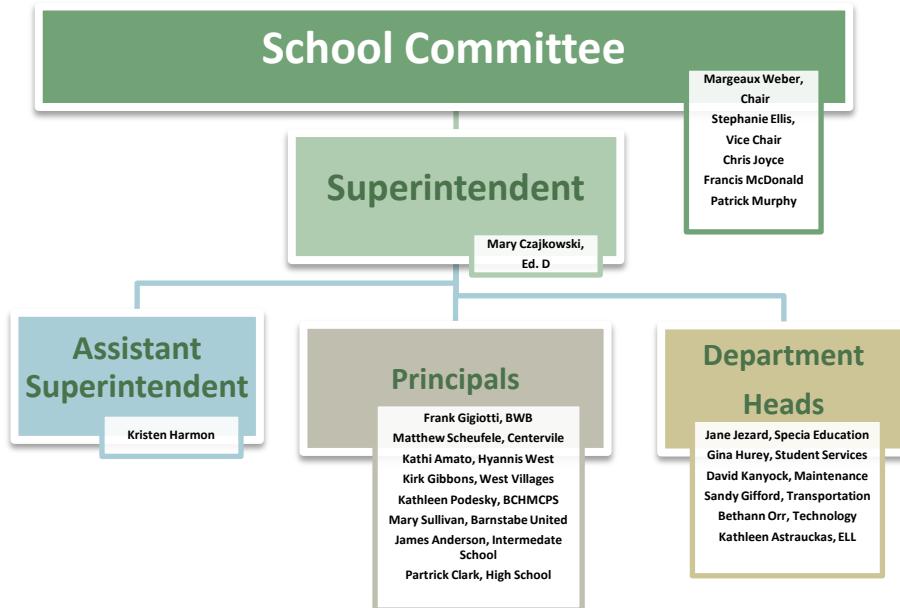 School Committee
Margeaux Weber,
Chair
Stephanie Ellis,
Vice Chair
Chris Joyce
Francis McDonald
Patrick Murphy
Superintendent
Mary Czajkowski,
Ed. D
Assistant
Superintendent
Kristen Harmon
Principals
Frank Gigiotti, BWB
Matthew Scheufele, Centervile
Kathi Amato, Hyannis West
Kirk Gibbons, West Villages
Kathleen Podesky, BCHMCPS
Mary Sullivan, Barnstabe United
James Anderson, Intermedate
School
Partrick Clark, High School
Department
Heads
Jane Jezard, Specia Education
Gina Hurey, Student Services
David Kanyock, Maintenance
Sandy Gifford, Transportation
Bethann Orr, Technology
Kathleen Astrauckas, ELL